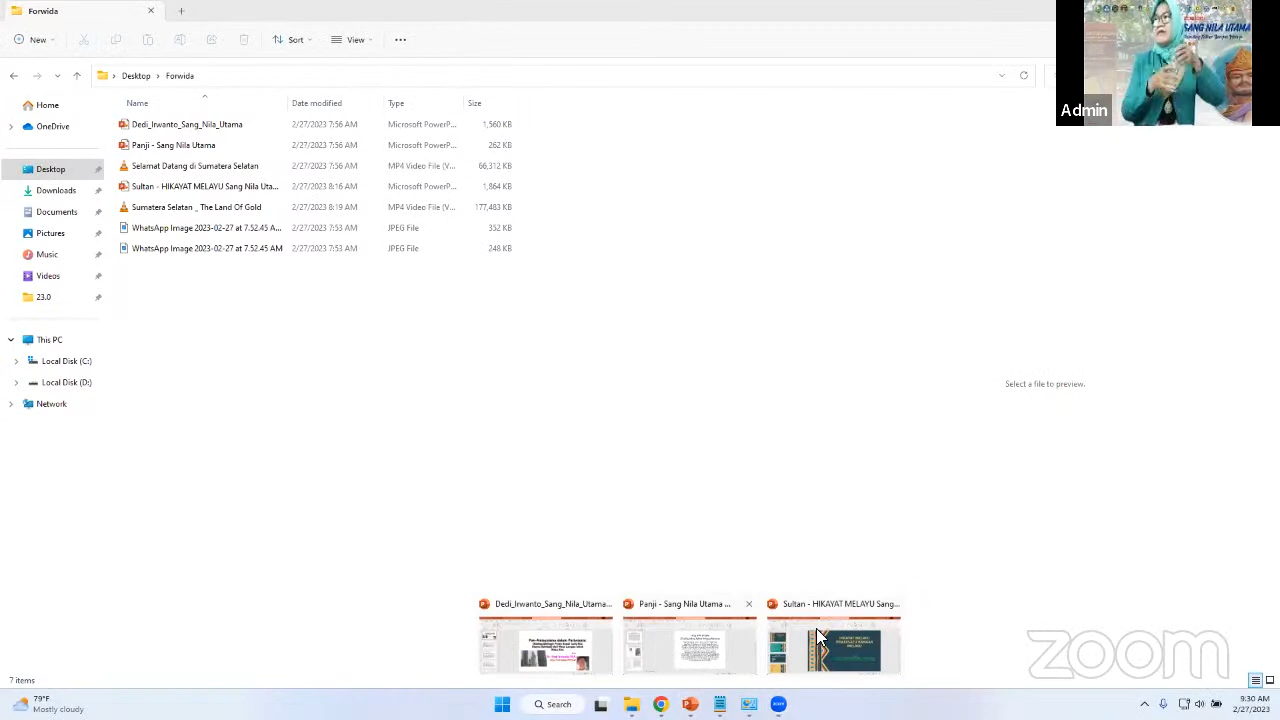 Forwida
New
Sort
View
Desktop
Forwida
Name
Date modified
Type
Size
Home
OneDrive
Desktop
Downloads
Documents
Pictures
Music
Videos
23.0
This PC
Local Disk (C:)
Local Disk (D:)
Network
Dedi_Irwanto_Sang_Nila_Utama 2/27/2023 7:56 AM Microsoft PowerP... 1,560 KB
Panji - Sang Nila Utama 2/27/2023 7:56 AM Microsoft PowerP... 262 KB
Selamat Datang di Sumatera Selatan 2/27/2023 7:56 AM MP4 Video File (V... 66,312 KB
Sultan - HIKAYAT MELAYU Sang Nila Uta... 2/27/2023 8:16 AM Microsoft PowerP... 1,864 KB
Sumatera Selatan _ The Land Of Gold 2/27/2023 8:19 AM MP4 Video File (V... 177,483 KB
WhatsApp Image 2023-02-27 at 7.52.45 A... 2/27/2023 7:53 AM JPEG File 352 KB
WhatsApp Image 2023-02-27 at 7.52.45 AM 2/27/2023 7:53 AM JPEG File 248 KB
SANG NILA UTAMA
Admin
Select a file to preview.
Dedi_Irwanto_Sang_Nila_Utama...
Panji - Sang Nila Utama
Sultan - HIKAYAT MELAYU Sang...
HIKAYAT MELAYU
zoom
7 items
79°F
Mostly cloudy
Search
zoom
9:30 AM
2/27/2023